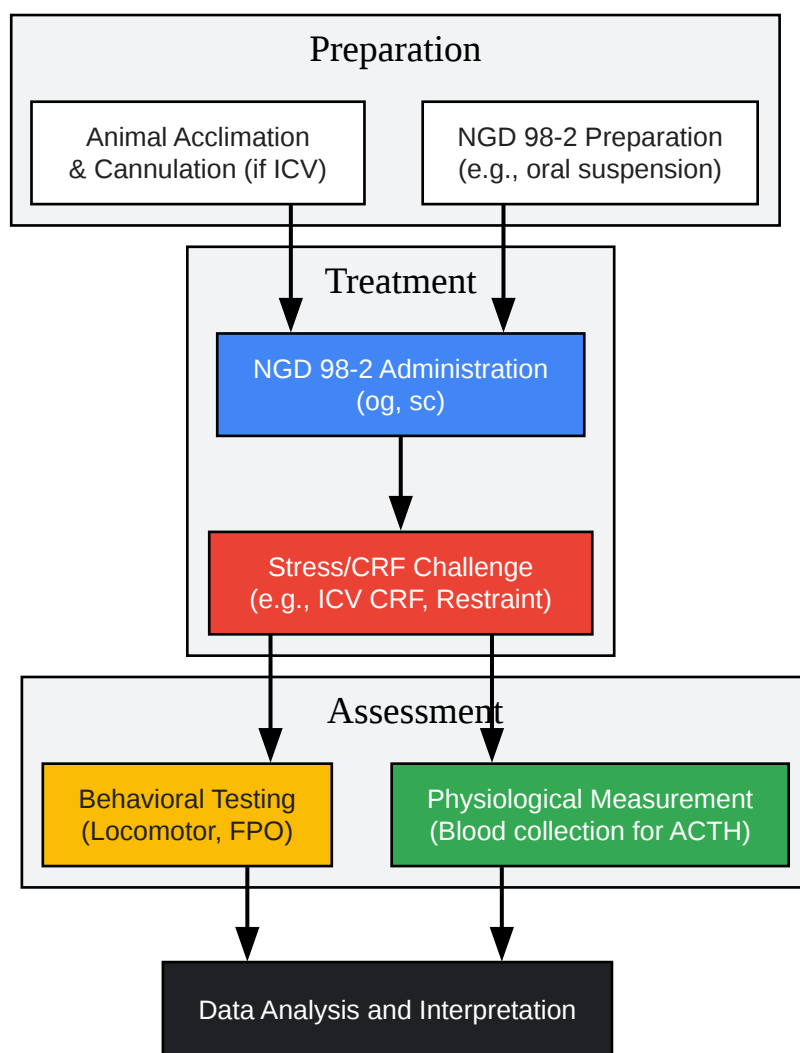 Preparation
Animal Acclimation
& Cannulation (if ICV)
NGD 98-2 Preparation
(e.g., oral suspension)
Treatment
NGD 98-2 Administration
(og, sc)
Stress/CRF Challenge
(e.g., ICV CRF, Restraint)
Assessment
Behavioral Testing
(Locomotor, FPO)
Physiological Measurement
(Blood collection for ACTH)
Data Analysis and Interpretation